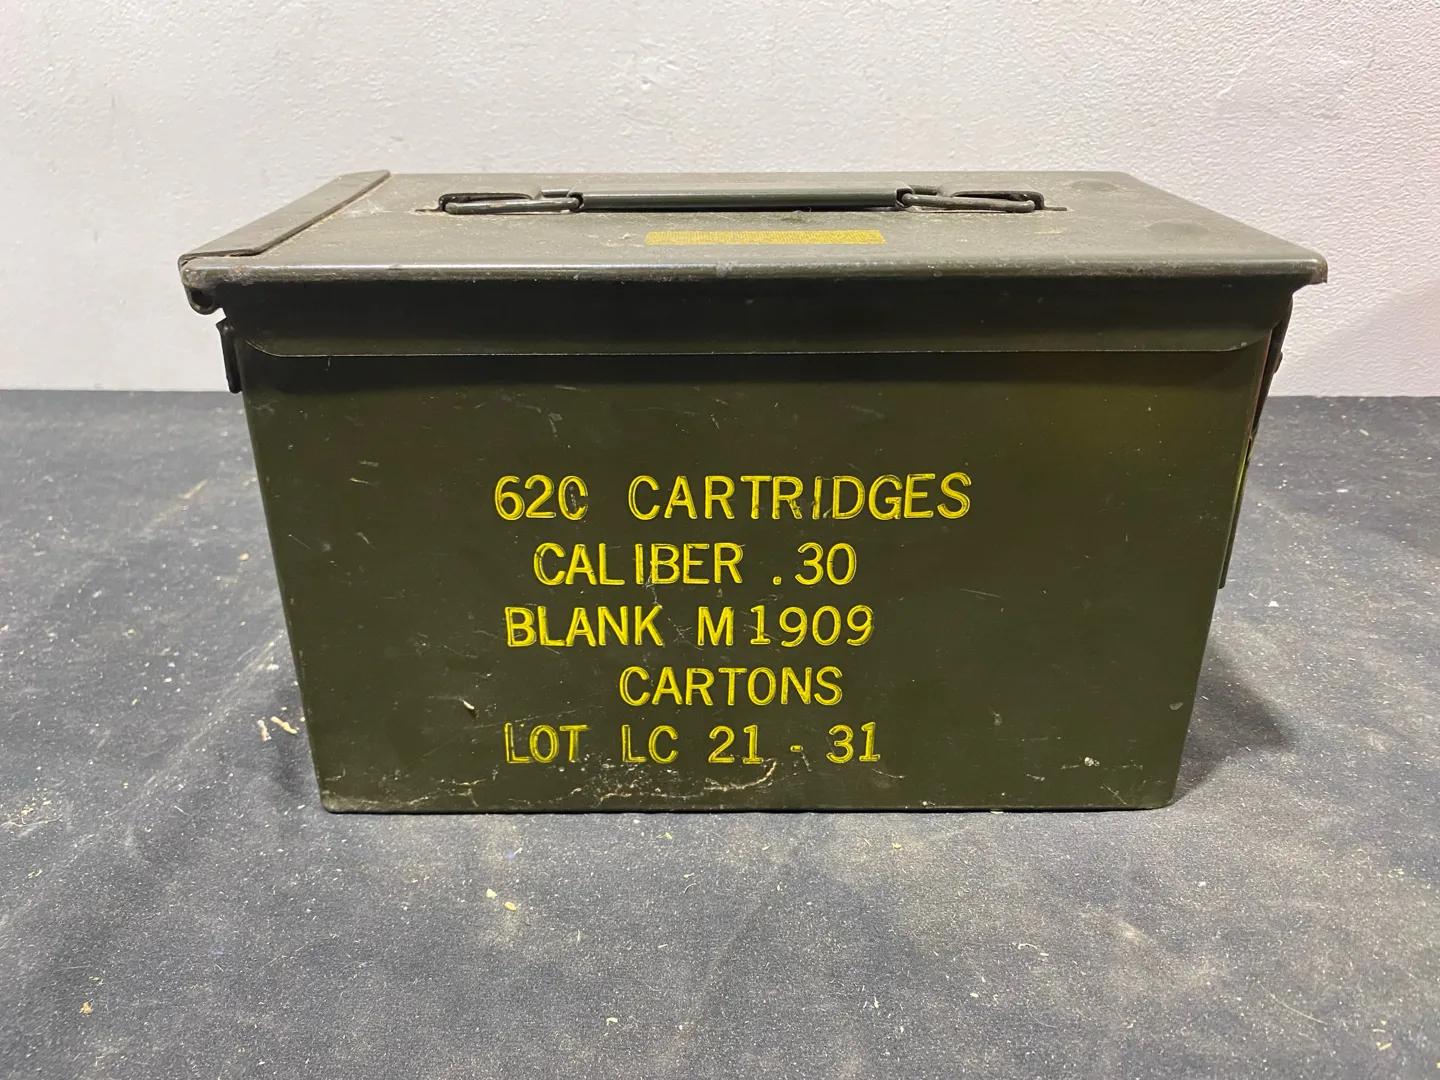 620 CARTRIDGES
CALIBER .30
BLANK M1909
CARTONS
LOT LC 21-31